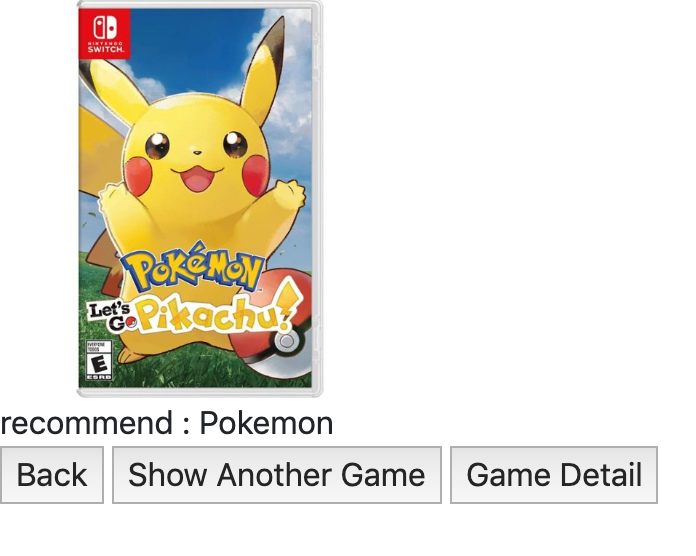 NINTENDO
SWITCH.
POKéMON
Let's
Go Pikachu!
EVERYONE
E
ESRB
recommend : Pokemon
Back Show Another Game Game Detail